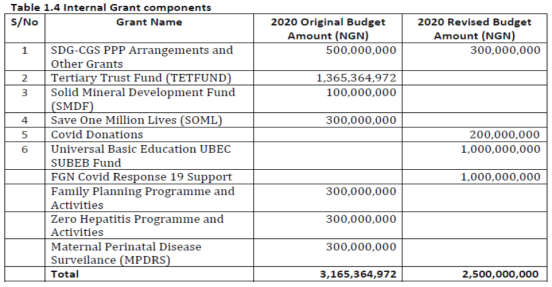 Table 1.4 Internal Grant components
S/No Grant Name 2020 Original Budget Amount (NGN) 2020 Revised Budget Amount (NGN)
1 SDG-CGS PPP Arrangements and 500,000,000 300,000,000
Other Grants
2 Tertiary Trust Fund (TETFUND) 1,365,364,972
3 Solid Mineral Development Fund 100,000,000
(SMDF)
4 Save One Million Lives (SOML) 300,000,000
5 Covid Donations 200,000,000
6 Universal Basic Education UBEC 1,000,000,000
SUBEB Fund
FGN Covid Response 19 Support 1,000,000,000
Family Planning Programme and 300,000,000
Activities
Zero Hepatitis Programme and 300,000,000
Activities
Maternal Perinatal Disease 300,000,000
Surveilance (MPDRS)
Total 3,165,364,972 2,500,000,000